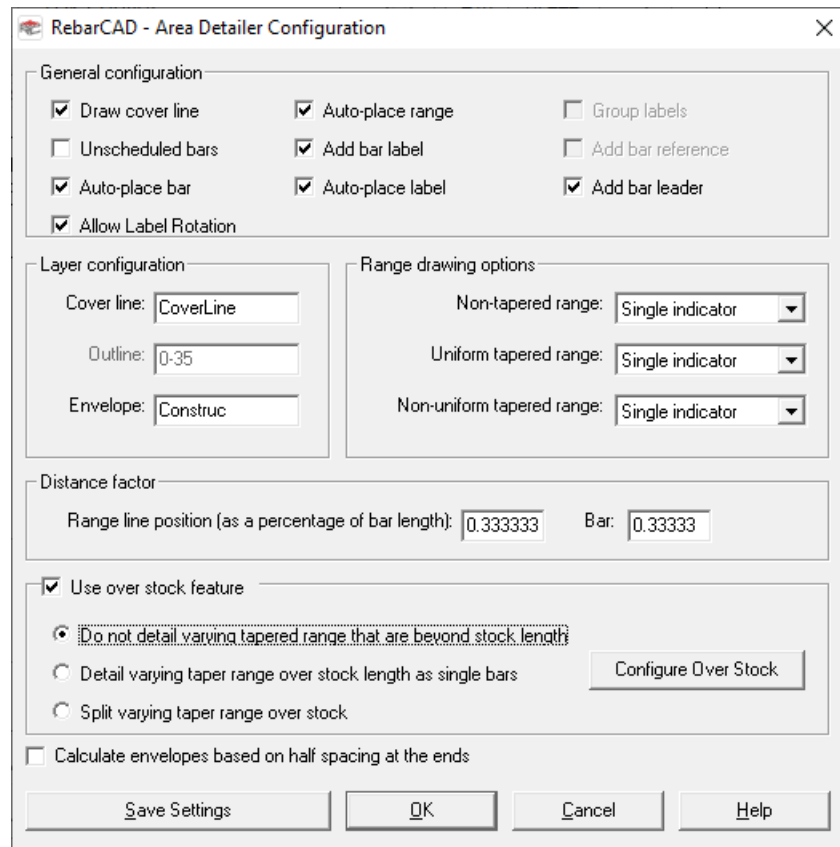 RebarCAD - Area Detailer Configuration
General configuration
Draw cover line
Auto-place range
Group labels
Unscheduled bars
Add bar label
Add bar reference
Auto-place bar
Auto-place label
Add bar leader
Allow Label Rotation
Layer configuration
Cover line: CoverLine
Outline: 0-35
Envelope: Construc
Range drawing options
Non-tapered range: Single indicator
Uniform tapered range: Single indicator
Non-uniform tapered range: Single indicator
Distance factor
Range line position (as a percentage of bar length): 0.333333 Bar: 0.33333
Use over stock feature
Do not detail varying tapered range that are beyond stock length
Detail varying taper range over stock length as single bars
Configure Over Stock
Split varying taper range over stock
Calculate envelopes based on half spacing at the ends
Save Settings
OK
Cancel
Help